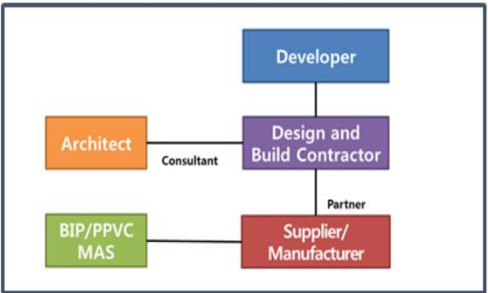 Developer
Architect
Consultant
Design and
Build Contractor
Partner
BIP/PPVC
MAS
Supplier/
Manufacturer